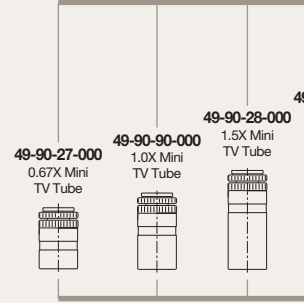 49-90-27-000
0.67X Mini
TV Tube
49-90-90-000
1.0X Mini
TV Tube
49-90-28-000
1.5X Mini
TV Tube
49